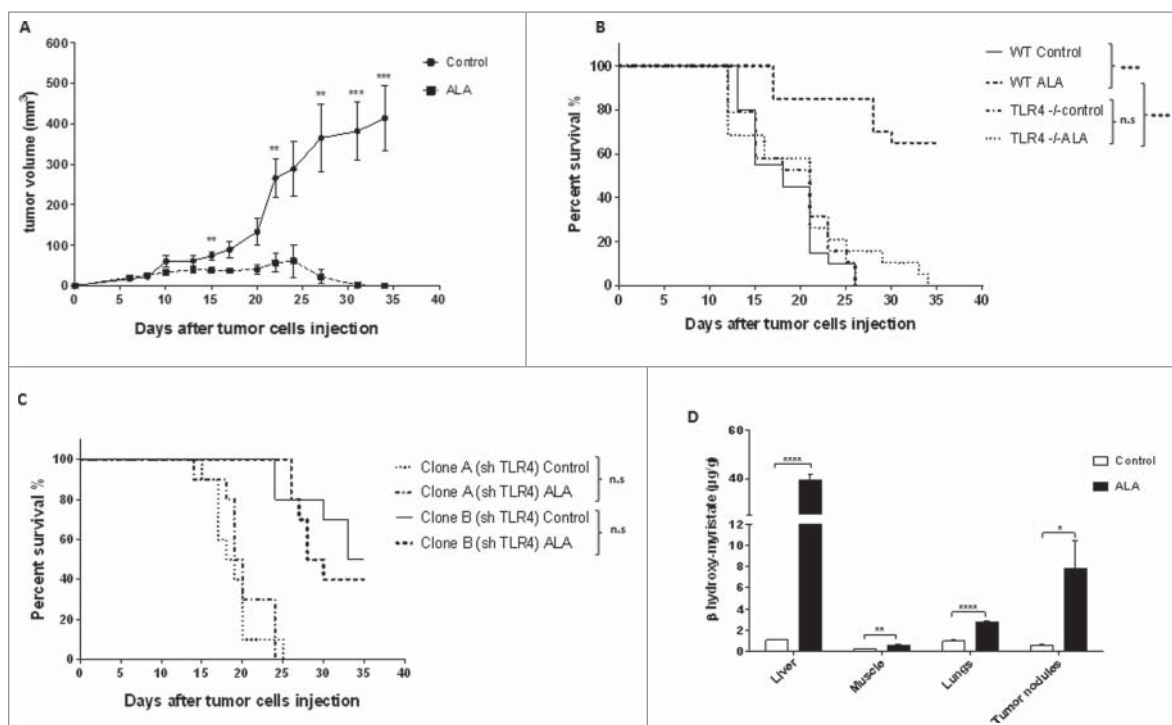 A
tumor volume (mm³)
600
500
400
300
200
100
0
0 5 10 15 20 25 30 35 40
Days after tumor cells injection
Control
ALA
**
**
**
***
***
B
Percent survival %
100
80
60
40
20
0
0 5 10 15 20 25 30 35 40
Days after tumor cells injection
WT Control
WT ALA
TLR4 -/-control
TLR4 -/-ALA
n.s
C
Percent survival %
100
80
60
40
20
0
0 5 10 15 20 25 30 35 40
Days after tumor cells injection
Clone A (sh TLR4) Control
Clone A (sh TLR4) ALA
Clone B (sh TLR4) Control
Clone B (sh TLR4) ALA
n.s
n.s
D
β hydroxy-myristate (µg/g)
60
40
12
10
8
6
4
2
0
****
**
****
*
Liver
Muscle
Lungs
Tumor nodules
Control
ALA